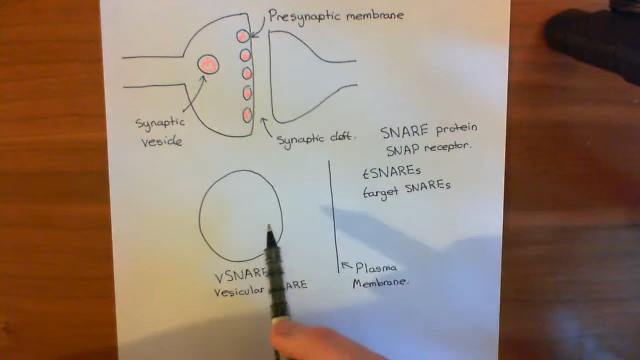 Presynaptic membrane
Synaptic
vesicle
Synaptic cleft.
SNARE protein
SNAP receptor.
tSNAREs
target SNAREs
vSNARE
Vesicular
Plasma
Membrane.